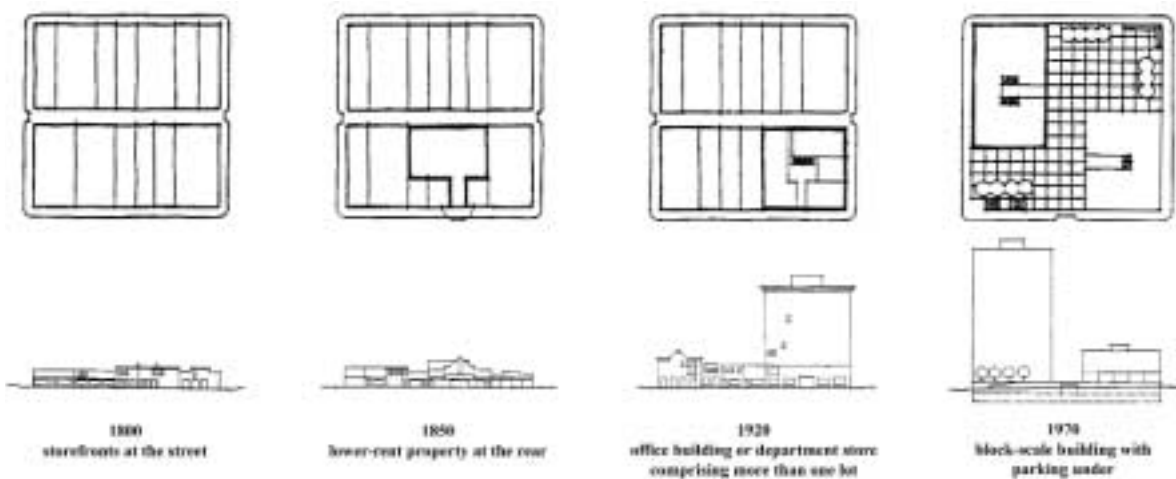 1800
storefronts at the street
1850
lower-rent property at the rear
1920
office building or department store
comprising more than one lot
1970
block-scale building with
parking under